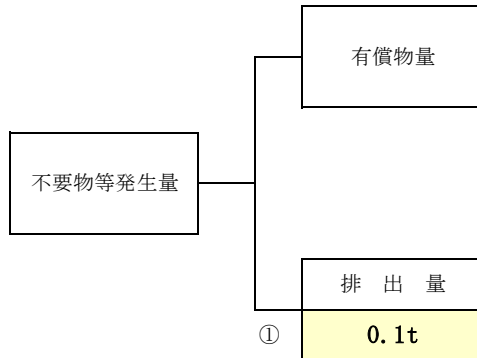 有償物量
不要物等発生量
排 出 量
① 0.1t